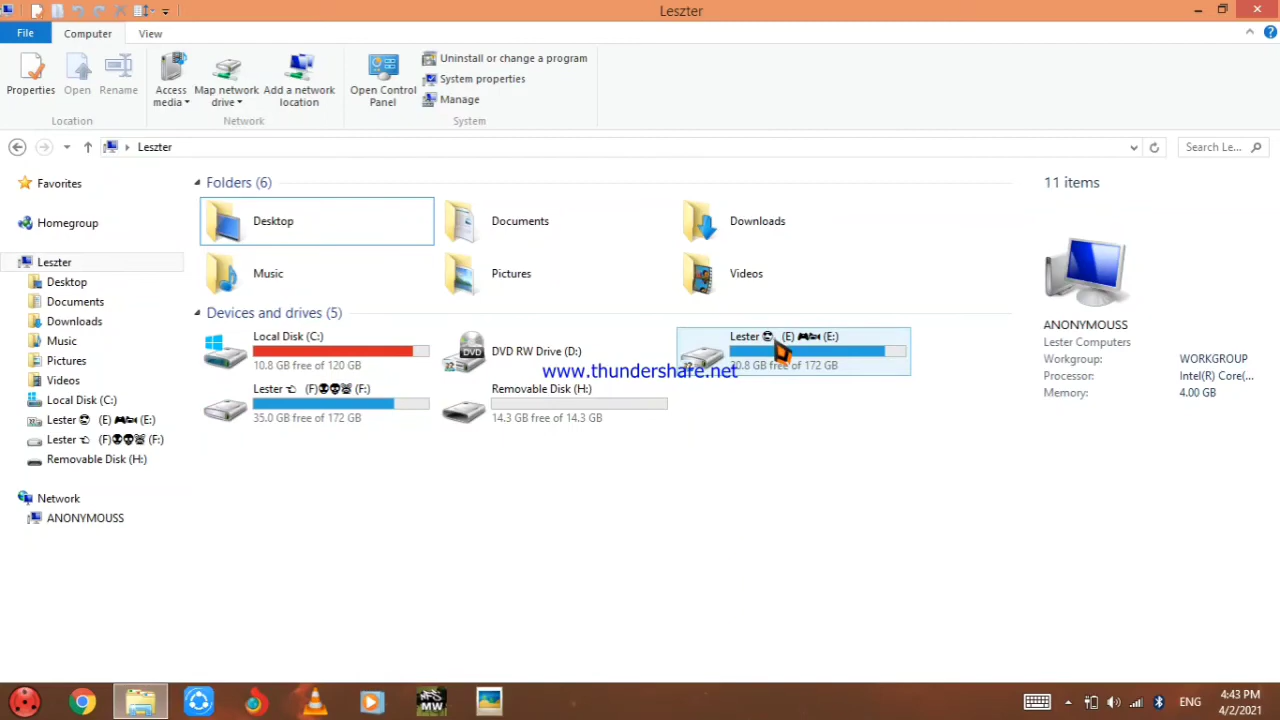 Leszter
File
Computer
View
Properties
Open
Rename
Access media
Map network drive
Add a network location
Open Control Panel
Uninstall or change a program
System properties
Manage
Location
Network
System
Leszter
Search Le...
Favorites
Homegroup
Leszter
Desktop
Documents
Downloads
Music
Pictures
Videos
Local Disk (C:)
Lester (E) (E:)
Lester (F) (F:)
Removable Disk (H:)
Network
ANONYMOUSS
Folders (6)
Desktop
Documents
Downloads
Music
Pictures
Videos
Devices and drives (5)
Local Disk (C:)
10.8 GB free of 120 GB
DVD RW Drive (D:)
DVD
Lester (E) (E:)
GB free of 172 GB
www.thundershare.net
Lester (F) (F:)
35.0 GB free of 172 GB
Removable Disk (H:)
14.3 GB free of 14.3 GB
11 items
ANONYMOUSS
Lester Computers
Workgroup: WORKGROUP
Processor: Intel(R) Core(...
Memory: 4.00 GB
MW
ENG
4:43 PM
4/2/2021